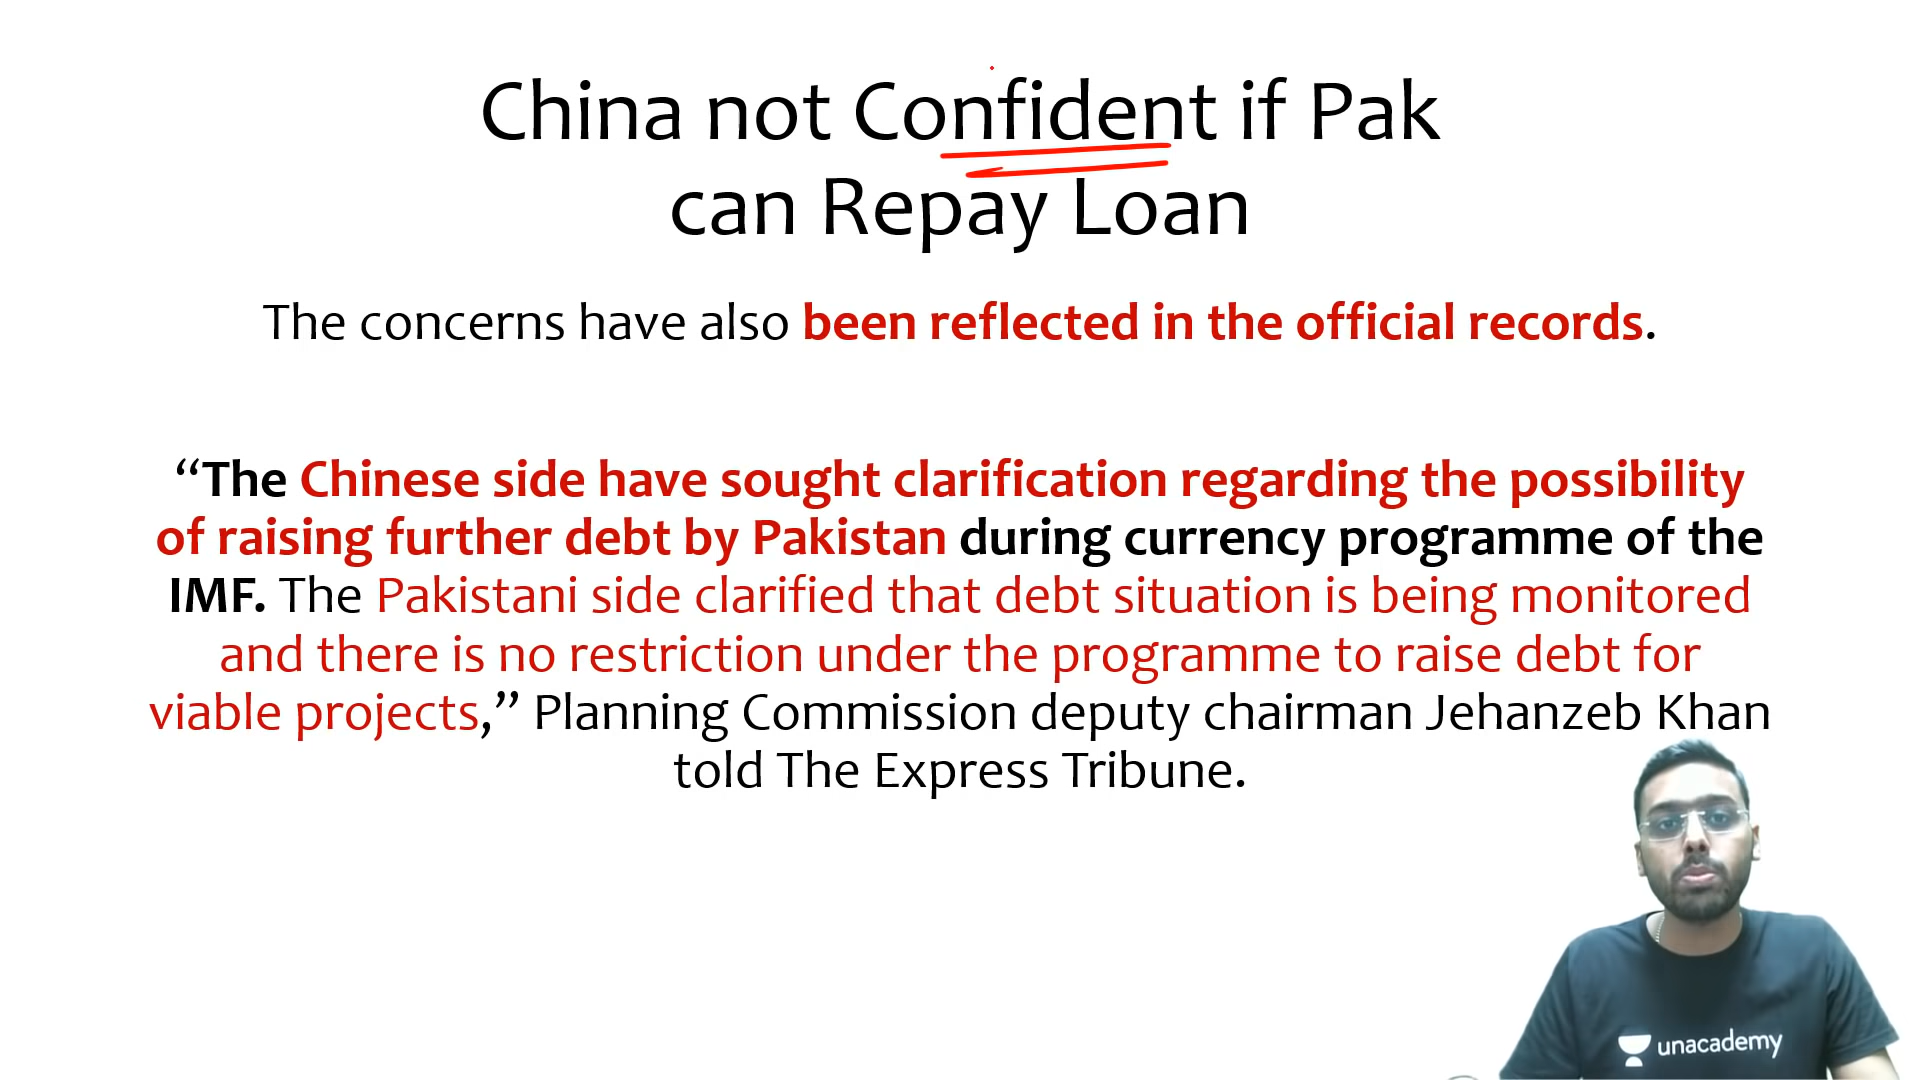 China not Confident if Pak
can Repay Loan
The concerns have also been reflected in the official records.
“The Chinese side have sought clarification regarding the possibility
of raising further debt by Pakistan during currency programme of the
IMF. The Pakistani side clarified that debt situation is being monitored
and there is no restriction under the programme to raise debt for
viable projects,” Planning Commission deputy chairman Jehanzeb Khan
told The Express Tribune.
unacademy